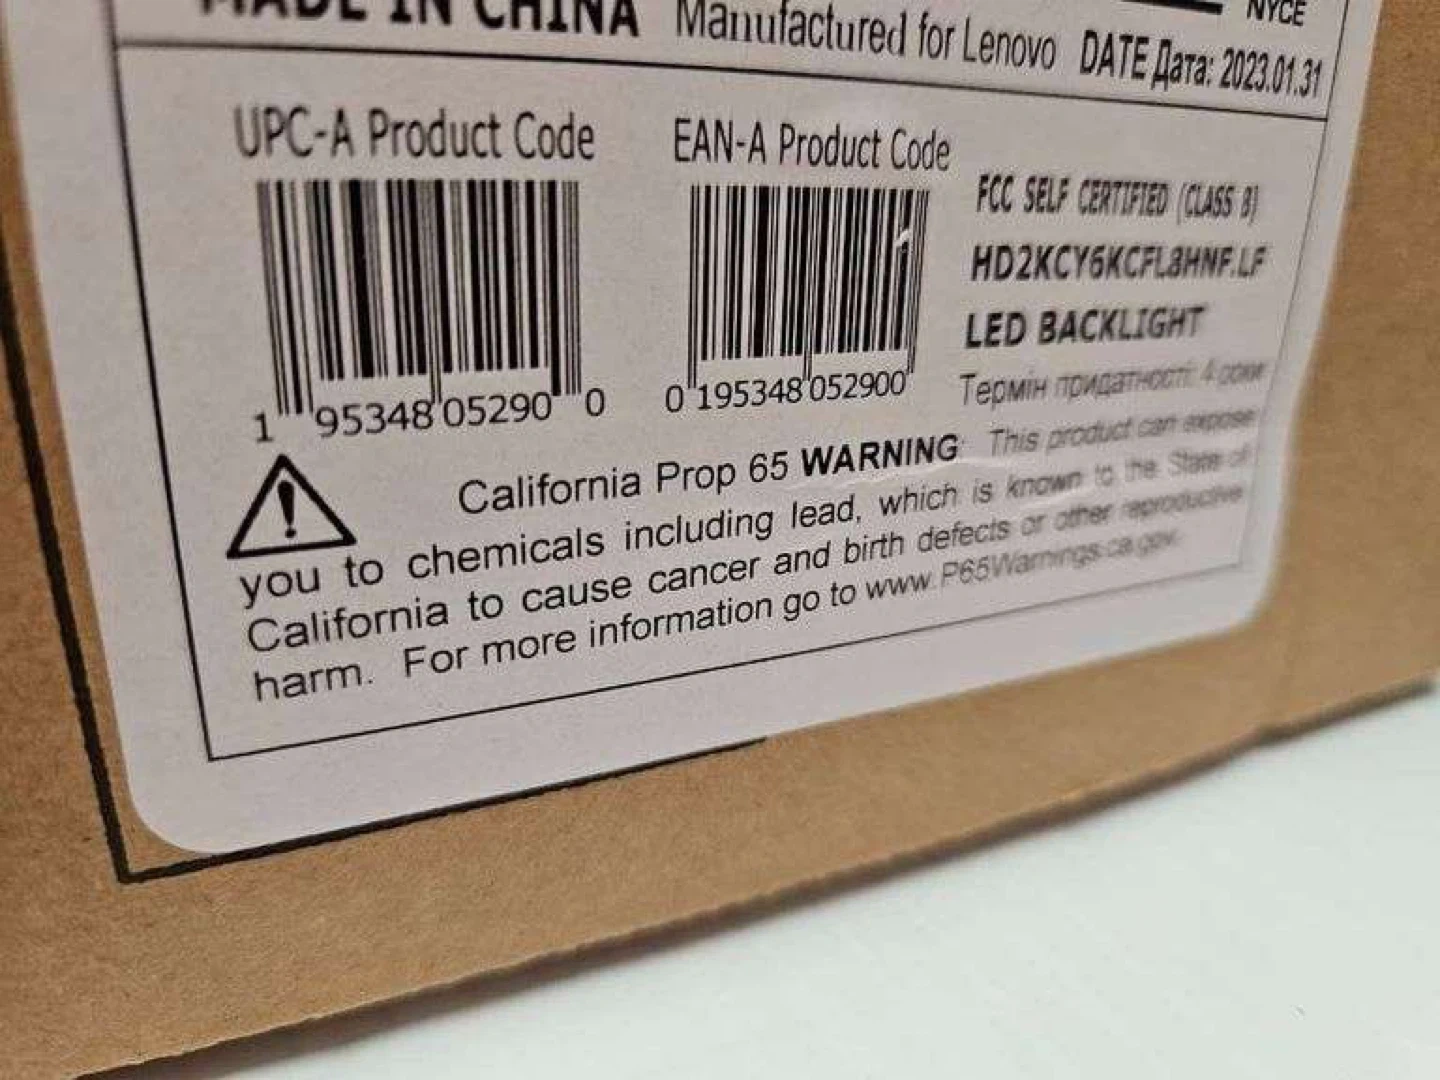 MADE IN CHINA Manufactured for Lenovo DATE Дата: 2023.01.31
NYCE
UPC-A Product Code
EAN-A Product Code
1 95348 05290 0
0 195348 052900
FCC SELF CERTIFIED (CLASS B)
HD2KCY6KCFL8HNF.LF
LED BACKLIGHT
Термін придатності: 4 роки
California Prop 65 WARNING: This product can expose
you to chemicals including lead, which is known to the State of
California to cause cancer and birth defects or other reproductive
harm. For more information go to www.P65Warnings.ca.gov.